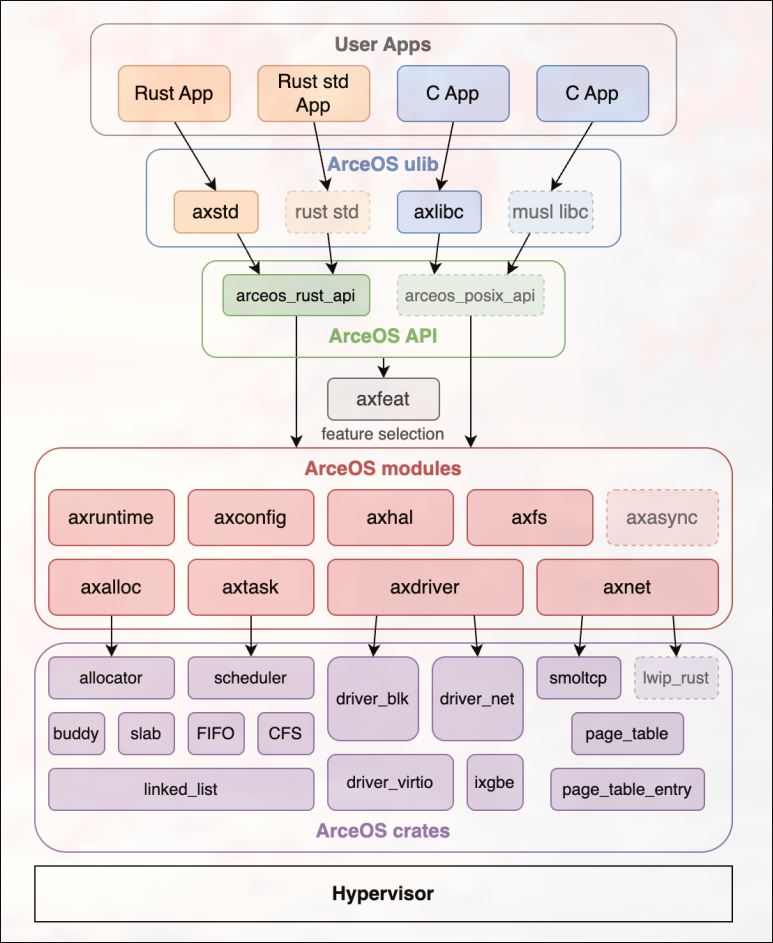 User Apps
Rust App
Rust std
App
C App
C App
ArceOS ulib
axstd
rust std
axlibc
musl libc
arceos_rust_api
arceos_posix_api
ArceOS API
axfeat
feature selection
ArceOS modules
axruntime
axconfig
axhal
axfs
axasync
axalloc
axtask
axdriver
axnet
allocator
scheduler
driver_blk
driver_net
smoltcp
lwip_rust
buddy
slab
FIFO
CFS
page_table
linked_list
driver_virtio
ixgbe
page_table_entry
ArceOS crates
Hypervisor